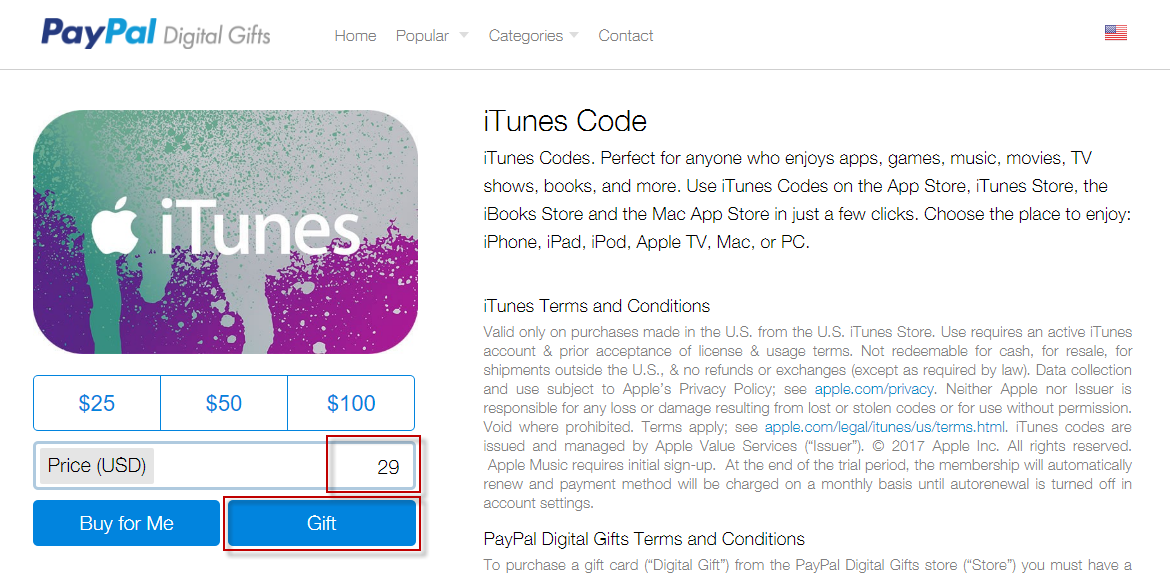 PayPal Digital Gifts
Home Popular Categories Contact
iTunes
$25 $50 $100
Price (USD) 29
Buy for Me Gift
iTunes Code
iTunes Codes. Perfect for anyone who enjoys apps, games, music, movies, TV
shows, books, and more. Use iTunes Codes on the App Store, iTunes Store, the
iBooks Store and the Mac App Store in just a few clicks. Choose the place to enjoy:
iPhone, iPad, iPod, Apple TV, Mac, or PC.
iTunes Terms and Conditions
Valid only on purchases made in the U.S. from the U.S. iTunes Store. Use requires an active iTunes
account & prior acceptance of license & usage terms. Not redeemable for cash, for resale, for
shipments outside the U.S., & no refunds or exchanges (except as required by law). Data collection
and use subject to Apple's Privacy Policy; see apple.com/privacy. Neither Apple nor Issuer is
responsible for any loss or damage resulting from lost or stolen codes or for use without permission.
Void where prohibited. Terms apply; see apple.com/legal/itunes/us/terms.html. iTunes codes are
issued and managed by Apple Value Services (“Issuer”). © 2017 Apple Inc. All rights reserved.
Apple Music requires initial sign-up. At the end of the trial period, the membership will automatically
renew and payment method will be charged on a monthly basis until autorenewal is turned off in
account settings.
PayPal Digital Gifts Terms and Conditions
To purchase a gift card (“Digital Gift”) from the PayPal Digital Gifts store (“Store”) you must have a